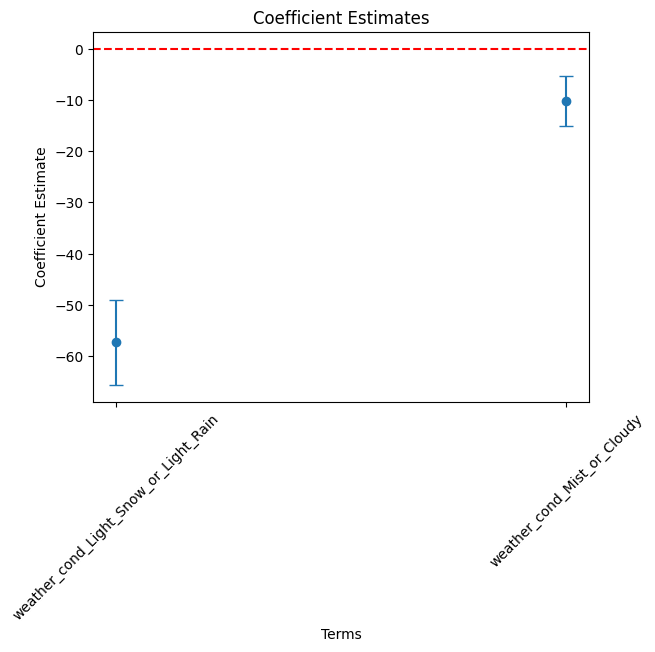 Coefficient Estimates
Coefficient Estimate
0
−10
−20
−30
−40
−50
−60
weather_cond_Light_Snow_or_Light_Rain
weather_cond_Mist_or_Cloudy
Terms